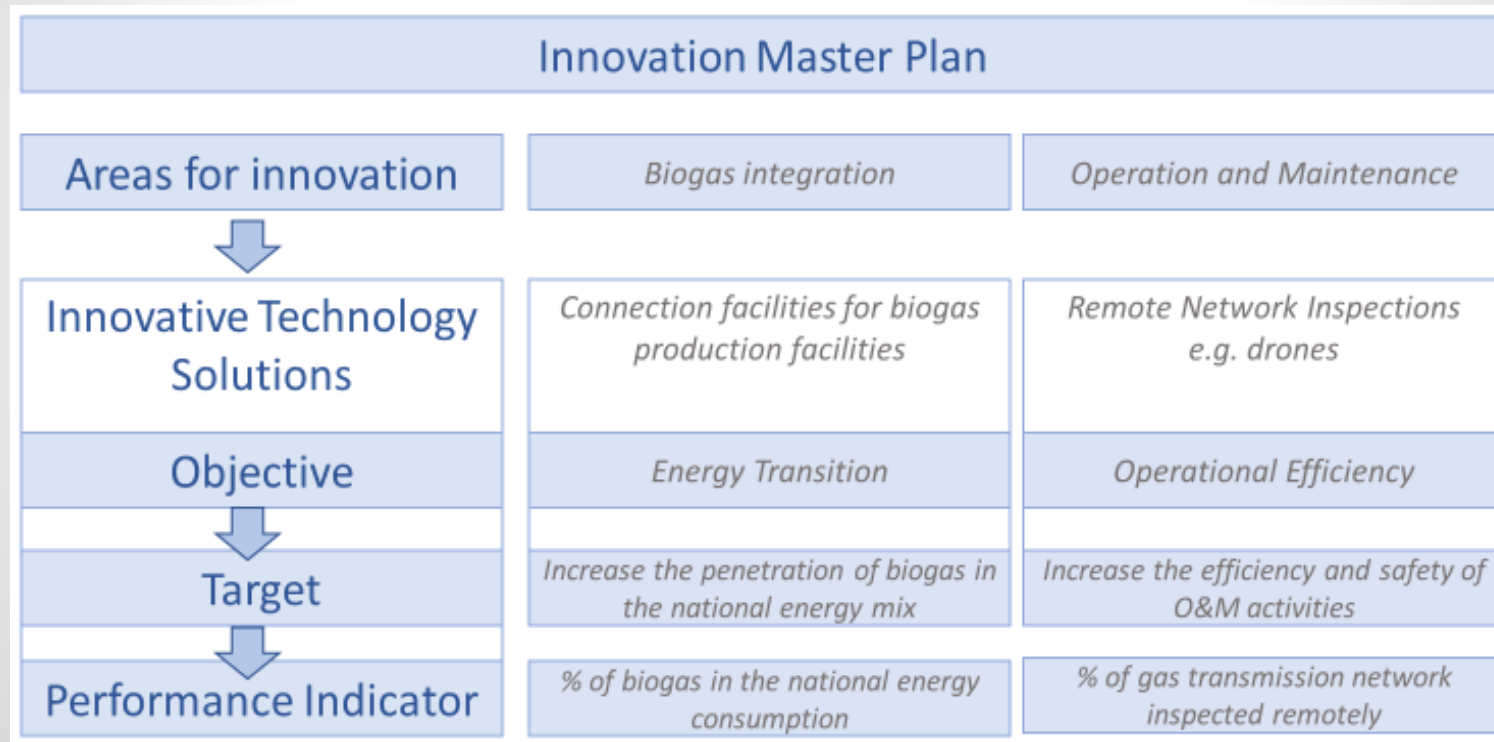 Innovation Master Plan
Areas for innovation
Biogas integration
Operation and Maintenance
Innovative Technology
Solutions
Connection facilities for biogas
production facilities
Remote Network Inspections
e.g. drones
Objective
Energy Transition
Operational Efficiency
Target
Increase the penetration of biogas in
the national energy mix
Increase the efficiency and safety of
O&M activities
Performance Indicator
% of biogas in the national energy
consumption
% of gas transmission network
inspected remotely